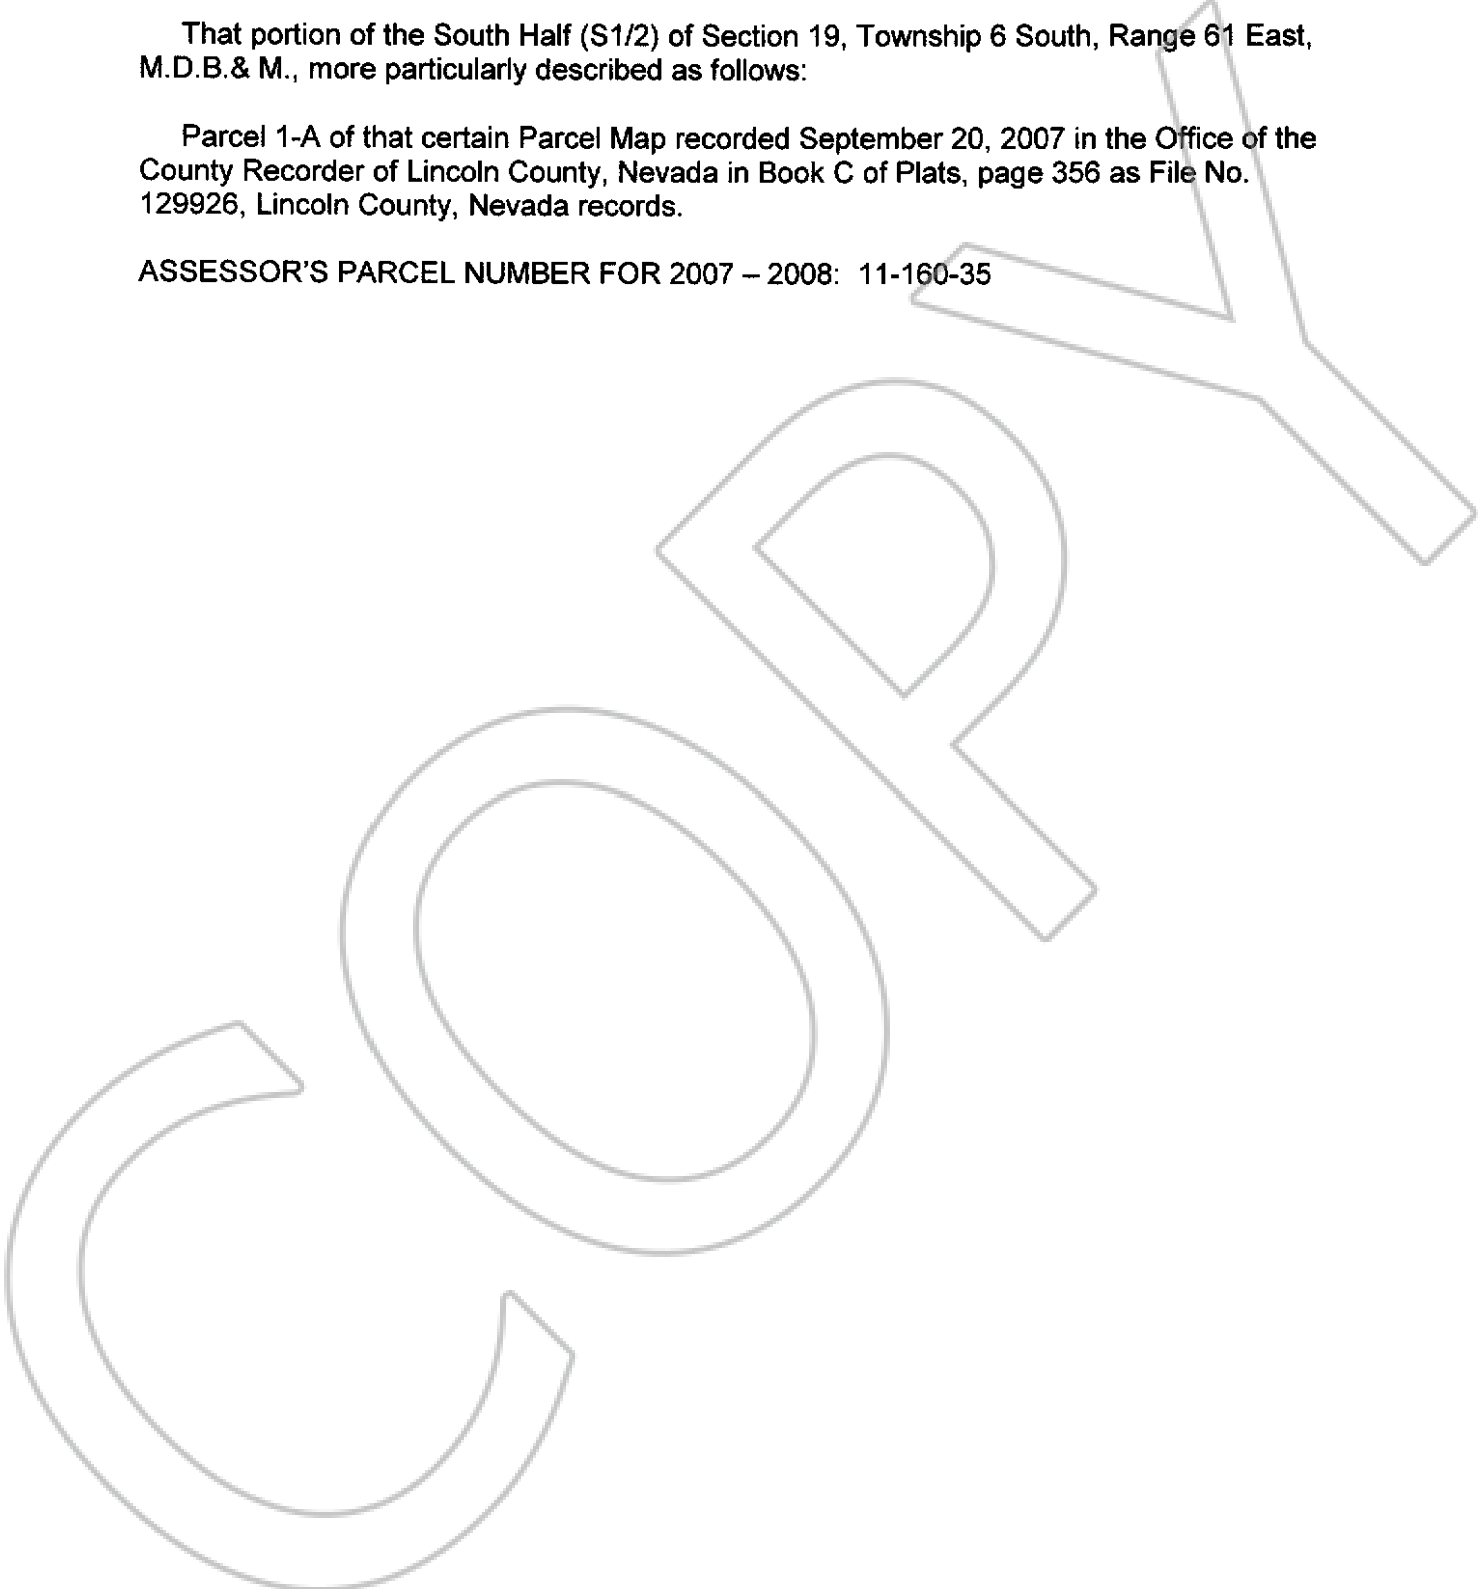 That portion of the South Half (S1/2) of Section 19, Township 6 South, Range 61 East,
M.D.B.& M., more particularly described as follows:
Parcel 1-A of that certain Parcel Map recorded September 20, 2007 in the Office of the
County Recorder of Lincoln County, Nevada in Book C of Plats, page 356 as File No.
129926, Lincoln County, Nevada records.
ASSESSOR'S PARCEL NUMBER FOR 2007 – 2008:  11-160-35
COPY